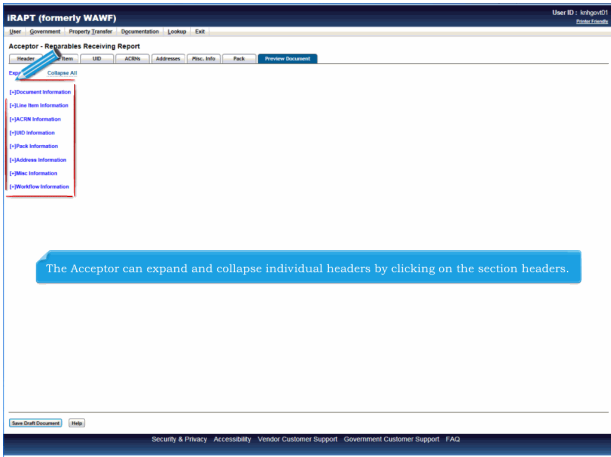 iRAPT (formerly WAWF)
User ID : knhgovt01
Printer Friendly
User Government Property Transfer Documentation Lookup Exit
Acceptor - Reparables Receiving Report
Header Item UID ACRNs Addresses Misc. Info Pack Preview Document
Collapse All
[+]Document Information
[+]Line Item Information
[+]ACRN Information
[+]UID Information
[+]Pack Information
[+]Address Information
[+]Misc Information
[+]Workflow Information
The Acceptor can expand and collapse individual headers by clicking on the section headers.
Save Draft Document Help
Security & Privacy Accessibility Vendor Customer Support Government Customer Support FAQ